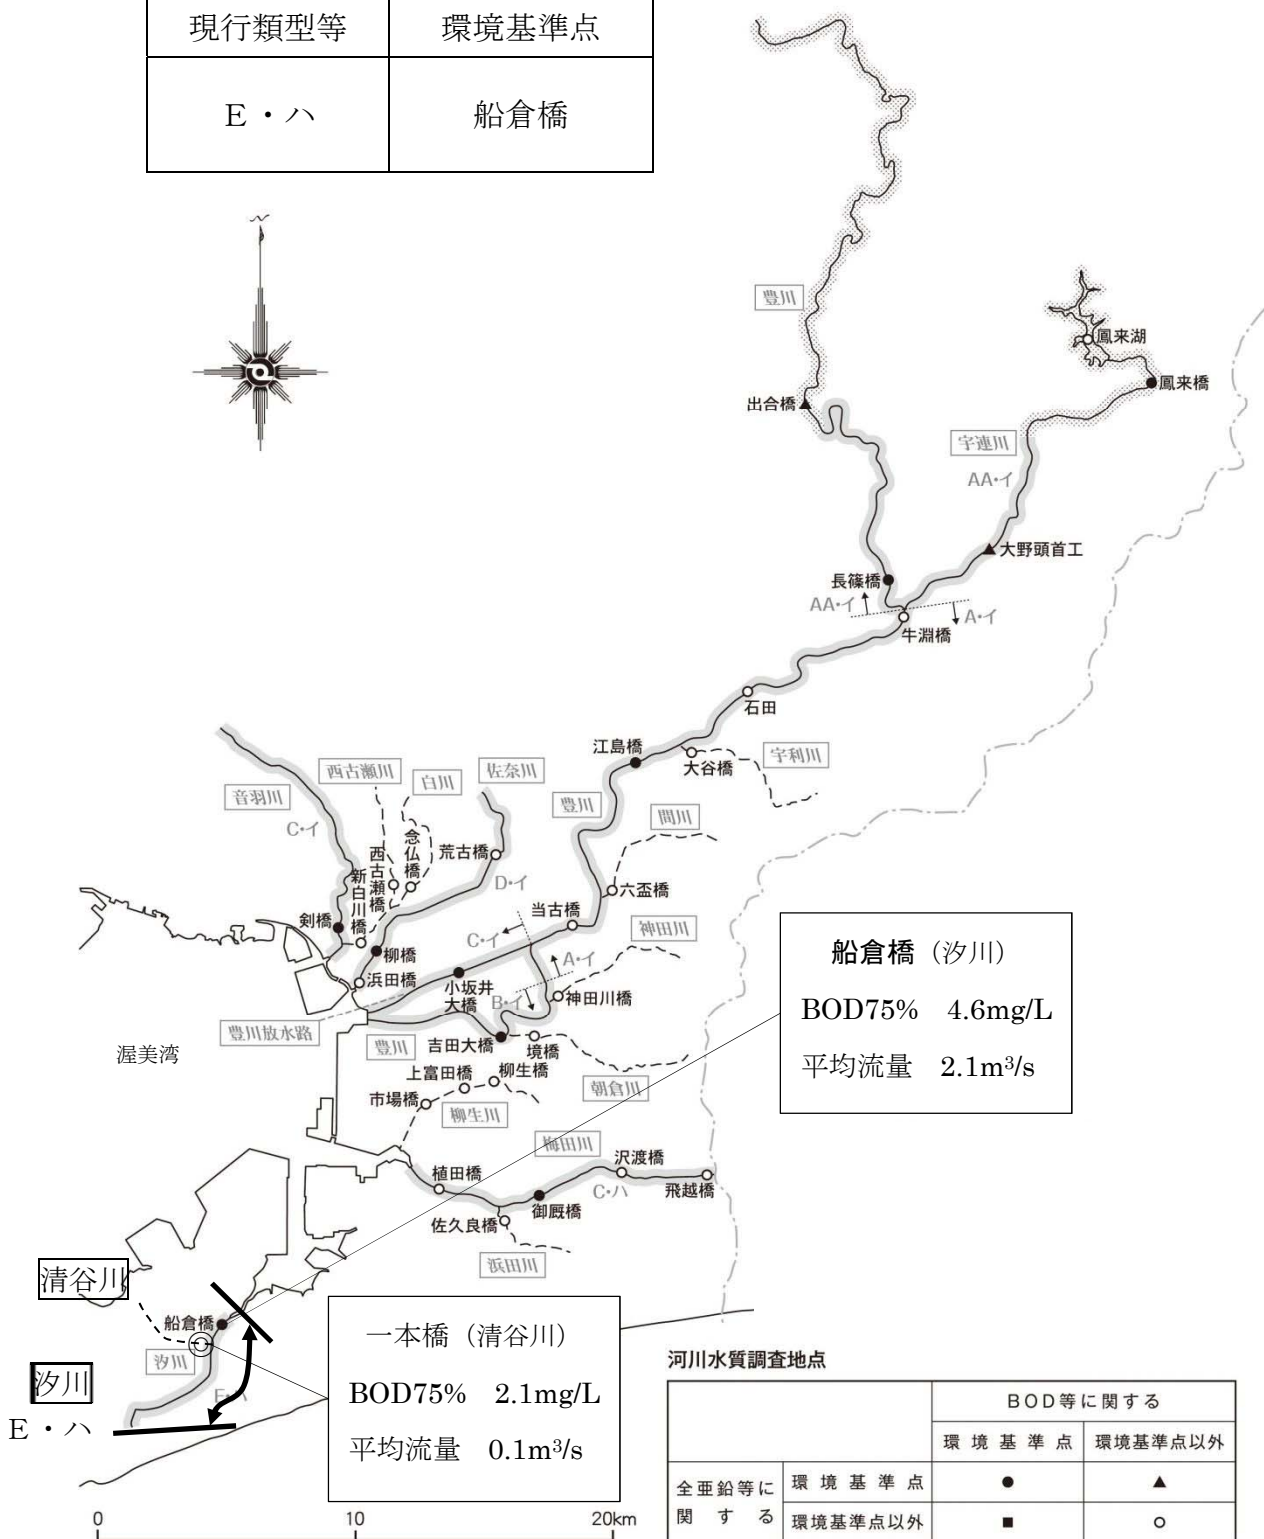 現行類型等 環境基準点
E・ハ 船倉橋
豊川
鳳来湖
鳳来橋
出合橋
宇連川
AA・イ
大野頭首工
長篠橋
AA・イ
A・イ
牛淵橋
石田
江島橋
大谷橋
宇利川
西古瀬川
白川
佐奈川
音羽川
豊川
間川
C・イ
念仏橋
西古瀬橋
荒古橋
新白川橋
D・イ
六盃橋
剣橋
当古橋
神田川
C・イ
柳橋
A・イ
浜田橋
小坂井
大橋
B・イ
神田川橋
豊川放水路
豊川
吉田大橋
境橋
渥美湾
上富田橋
柳生橋
朝倉川
市場橋
柳生川
梅田川
沢渡橋
植田橋
C・ハ
飛越橋
御厩橋
佐久良橋
浜田川
船倉橋（汐川）
BOD75% 4.6mg/L
平均流量 2.1m³/s
清谷川
船倉橋
汐川
汐川
E・ハ
E・ハ
一本橋（清谷川）
BOD75% 2.1mg/L
平均流量 0.1m³/s
0 10 20km
河川水質調査地点
BOD等に関する
環境基準点 環境基準点以外
全亜鉛等に
関する
環境基準点 ● ▲
環境基準点以外 ■ ○